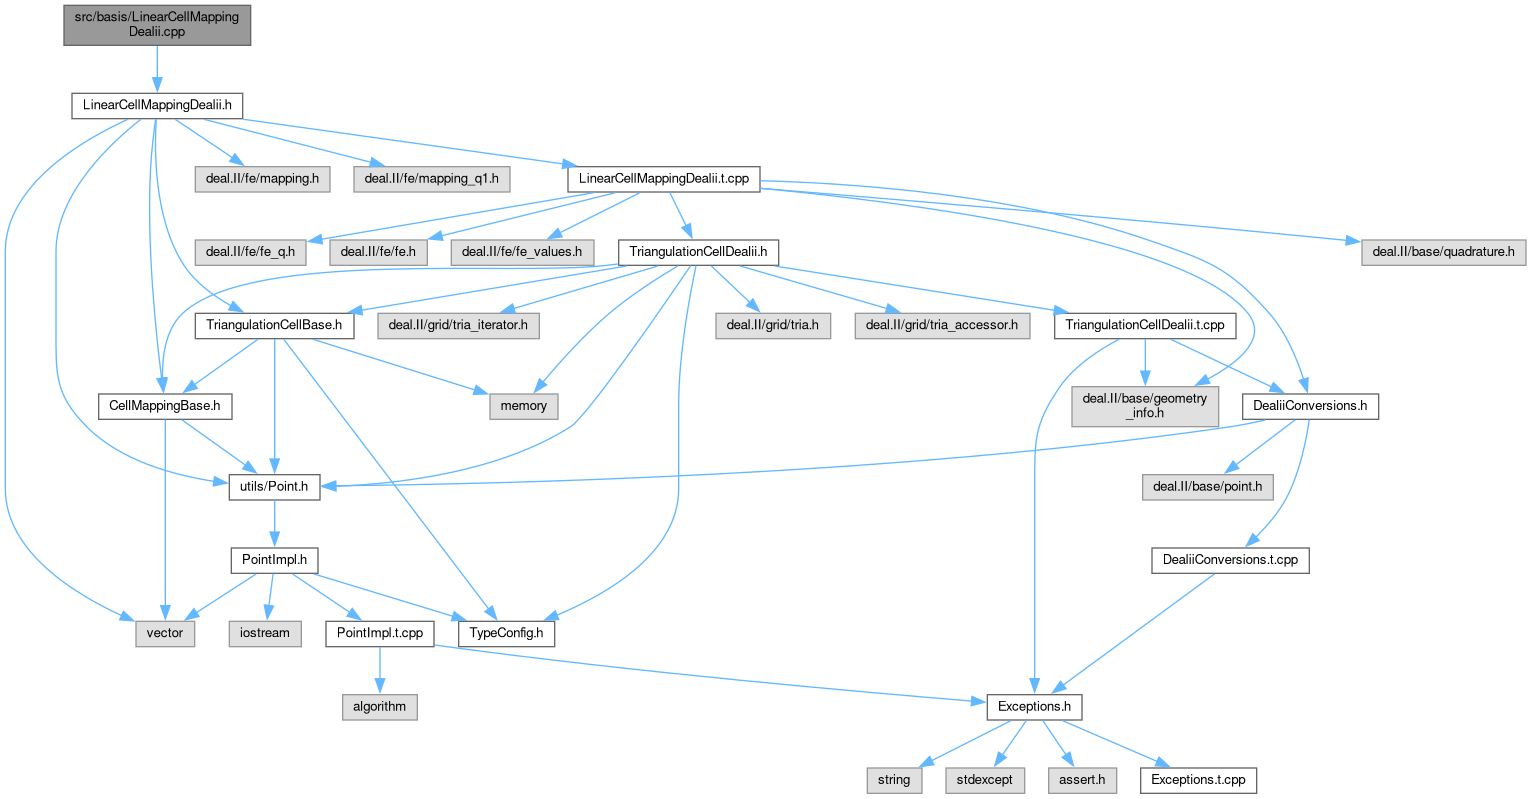 src/basis/LinearCellMapping
Dealii.cpp
LinearCellMappingDealii.h
deal.II/fe/mapping.h
deal.II/fe/mapping_q1.h
LinearCellMappingDealii.t.cpp
deal.II/fe/fe_q.h
deal.II/fe/fe.h
deal.II/fe/fe_values.h
TriangulationCellDealii.h
deal.II/base/quadrature.h
TriangulationCellBase.h
deal.II/grid/tria_iterator.h
deal.II/grid/tria.h
deal.II/grid/tria_accessor.h
TriangulationCellDealii.t.cpp
CellMappingBase.h
memory
deal.II/base/geometry
_info.h
DealiiConversions.h
utils/Point.h
deal.II/base/point.h
PointImpl.h
DealiiConversions.t.cpp
vector
iostream
PointImpl.t.cpp
TypeConfig.h
algorithm
Exceptions.h
string
stdexcept
assert.h
Exceptions.t.cpp